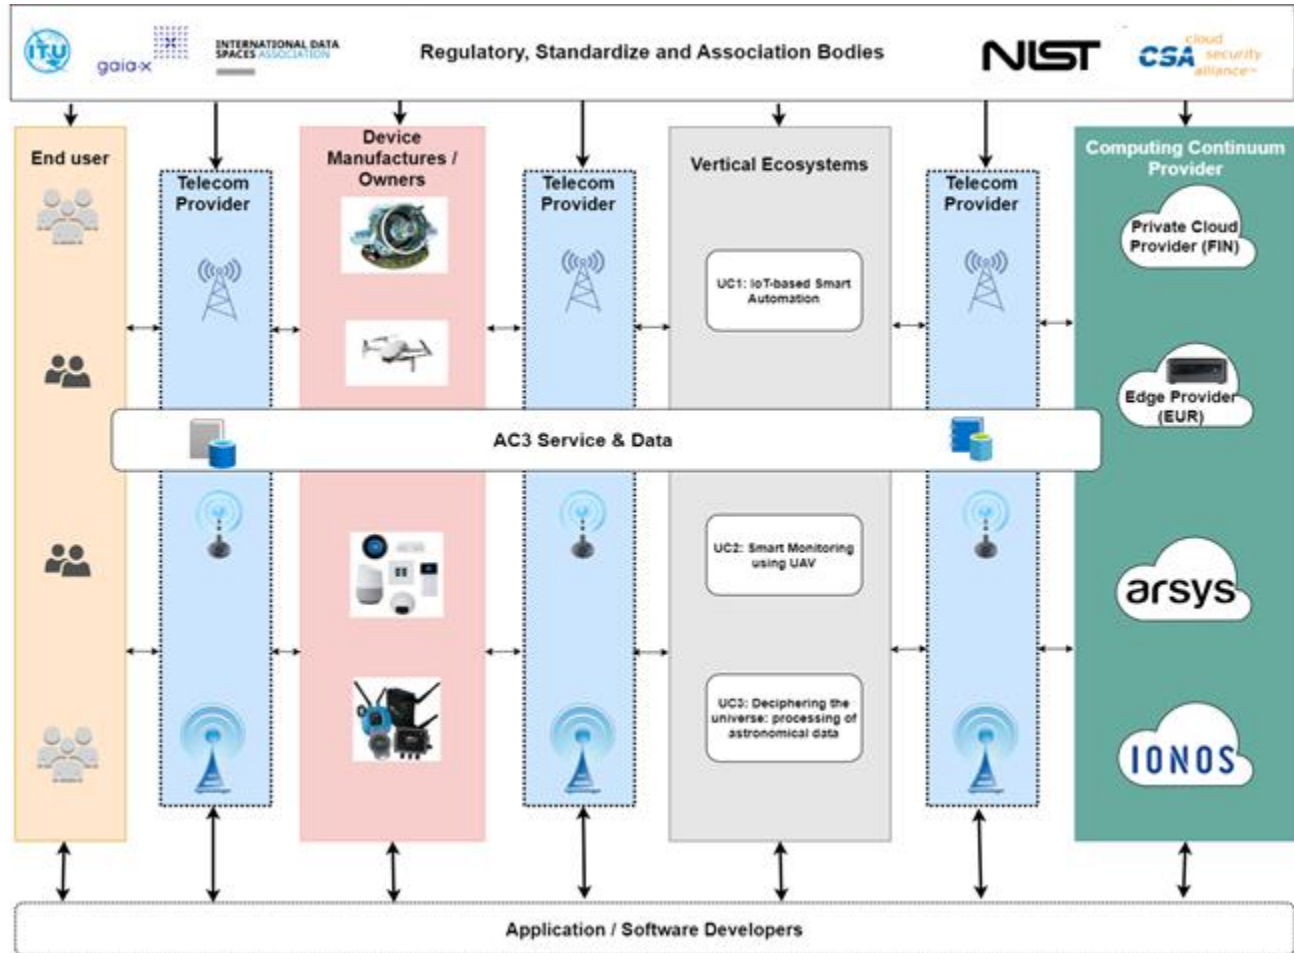 ITU
gaia-x
INTERNATIONAL DATA
SPACES ASSOCIATION
Regulatory, Standardize and Association Bodies
NIST
CSA cloud
security
alliance
End user
Telecom
Provider
Device
Manufactures /
Owners
Telecom
Provider
Vertical Ecosystems
Telecom
Provider
Computing Continuum
Provider
Private Cloud
Provider (FIN)
UC1: IoT-based Smart
Automation
Edge Provider
(EUR)
AC3 Service & Data
UC2: Smart Monitoring
using UAV
arsys
UC3: Deciphering the
universe: processing of
astronomical data
IONOS
Application / Software Developers